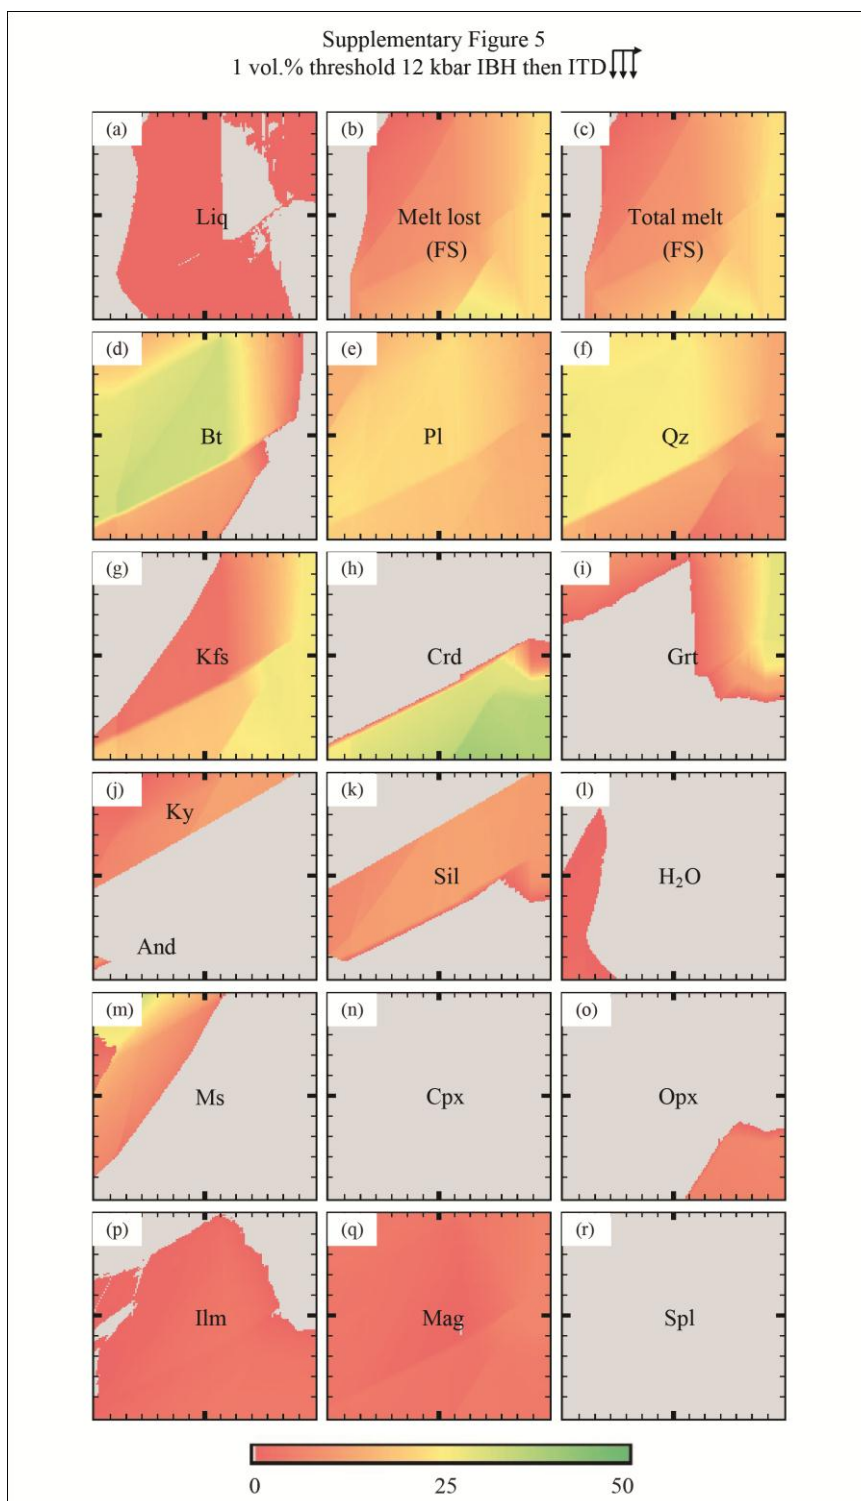 Supplementary Figure 5
1 vol.% threshold 12 kbar IBH then ITD
(a)
Liq
(b)
Melt lost
(FS)
(c)
Total melt
(FS)
(d)
Bt
(e)
Pl
(f)
Qz
(g)
Kfs
(h)
Crd
(i)
Grt
(j)
Ky
And
(k)
Sil
(l)
H₂O
(m)
Ms
(n)
Cpx
(o)
Opx
(p)
Ilm
(q)
Mag
(r)
Spl
0 25 50